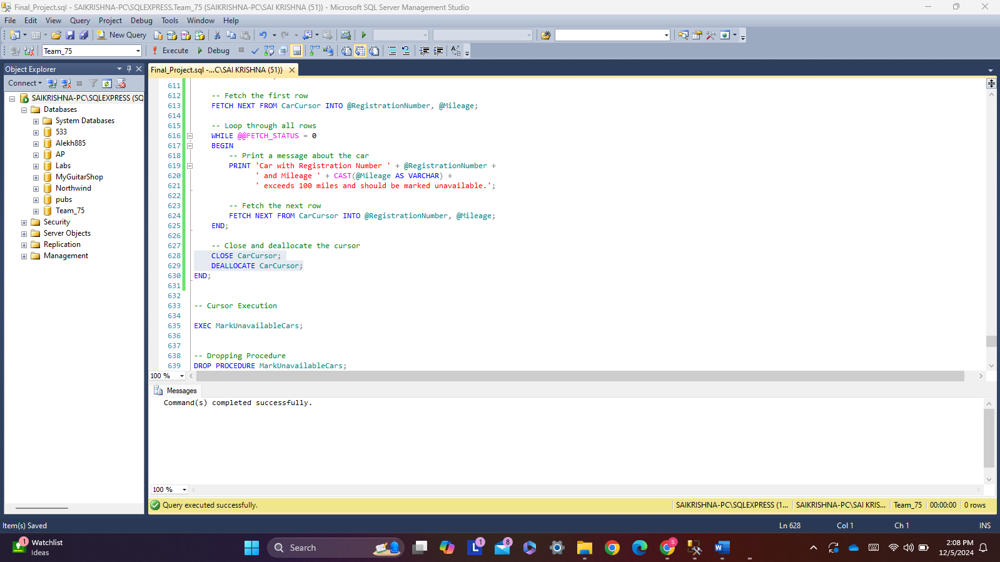 Final_Project.sql - SAIKRISHNA-PC\SQLEXPRESS.Team_75 (SAIKRISHNA-PC\SAI KRISHNA (51)) - Microsoft SQL Server Management Studio
File Edit View Query Project Debug Tools Window Help
New Query
Team_75 Execute Debug
Object Explorer
Connect
SAIKRISHNA-PC\SQLEXPRESS (SQ
Databases
System Databases
533
Alekh885
AP
Labs
MyGuitarShop
Northwind
pubs
Team_75
Security
Server Objects
Replication
Management
Final_Project.sql -...C\SAI KRISHNA (51))
611
612 -- Fetch the first row
613 FETCH NEXT FROM CarCursor INTO @RegistrationNumber, @Mileage;
614
615 -- Loop through all rows
616 WHILE @@FETCH_STATUS = 0
617 BEGIN
618 -- Print a message about the car
619 PRINT 'Car with Registration Number ' + @RegistrationNumber +
620 ' and Mileage ' + CAST(@Mileage AS VARCHAR) +
621 ' exceeds 100 miles and should be marked unavailable.';
622
623 -- Fetch the next row
624 FETCH NEXT FROM CarCursor INTO @RegistrationNumber, @Mileage;
625 END;
626
627 -- Close and deallocate the cursor
628 CLOSE CarCursor;
629 DEALLOCATE CarCursor;
630 END;
631
632
633 -- Cursor Execution
634
635 EXEC MarkUnavailableCars;
636
637
638 -- Dropping Procedure
639 DROP PROCEDURE MarkUnavailableCars;
100 %
Messages
Command(s) completed successfully.
100 %
Query executed successfully. SAIKRISHNA-PC\SQLEXPRESS (1... SAIKRISHNA-PC\SAI KRIS... Team_75 00:00:00 0 rows
Item(s) Saved Ln 628 Col 1 Ch 1 INS
1 Watchlist
Ideas
Search
L 1
8
S
2:08 PM
12/5/2024